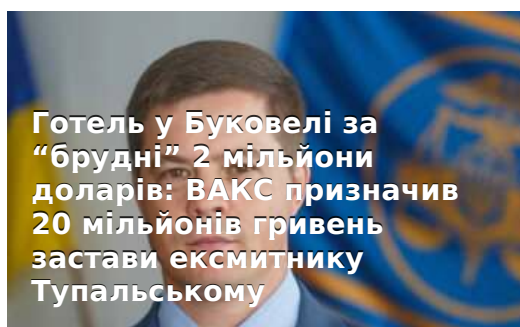 Готель у Буковелі за
“брудні” 2 мільйони
доларів: ВАКС призначив
20 мільйонів гривень
застави ексмитнику
Тупальському